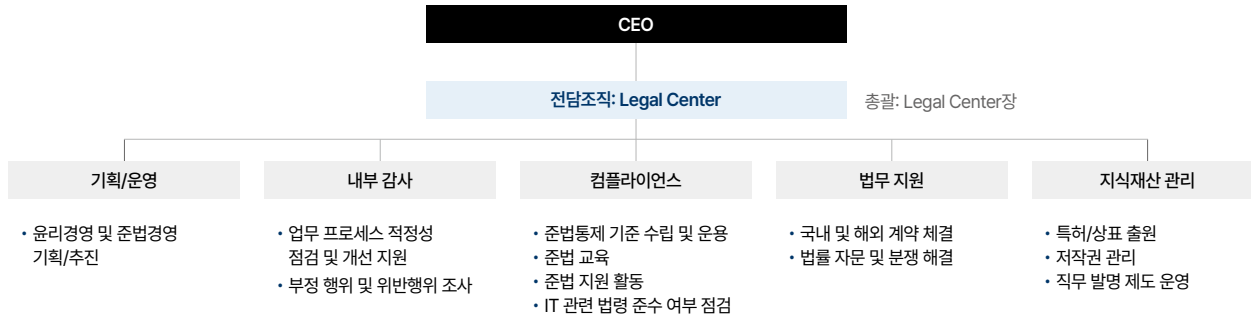 CEO
전담조직: Legal Center
총괄: Legal Center장
기획/운영
내부 감사
컴플라이언스
법무 지원
지식재산 관리
• 윤리경영 및 준법경영
기획/추진
• 업무 프로세스 적정성
점검 및 개선 지원
• 부정 행위 및 위반행위 조사
• 준법통제 기준 수립 및 운용
• 준법 교육
• 준법 지원 활동
• IT 관련 법령 준수 여부 점검
• 국내 및 해외 계약 체결
• 법률 자문 및 분쟁 해결
• 특허/상표 출원
• 저작권 관리
• 직무 발명 제도 운영